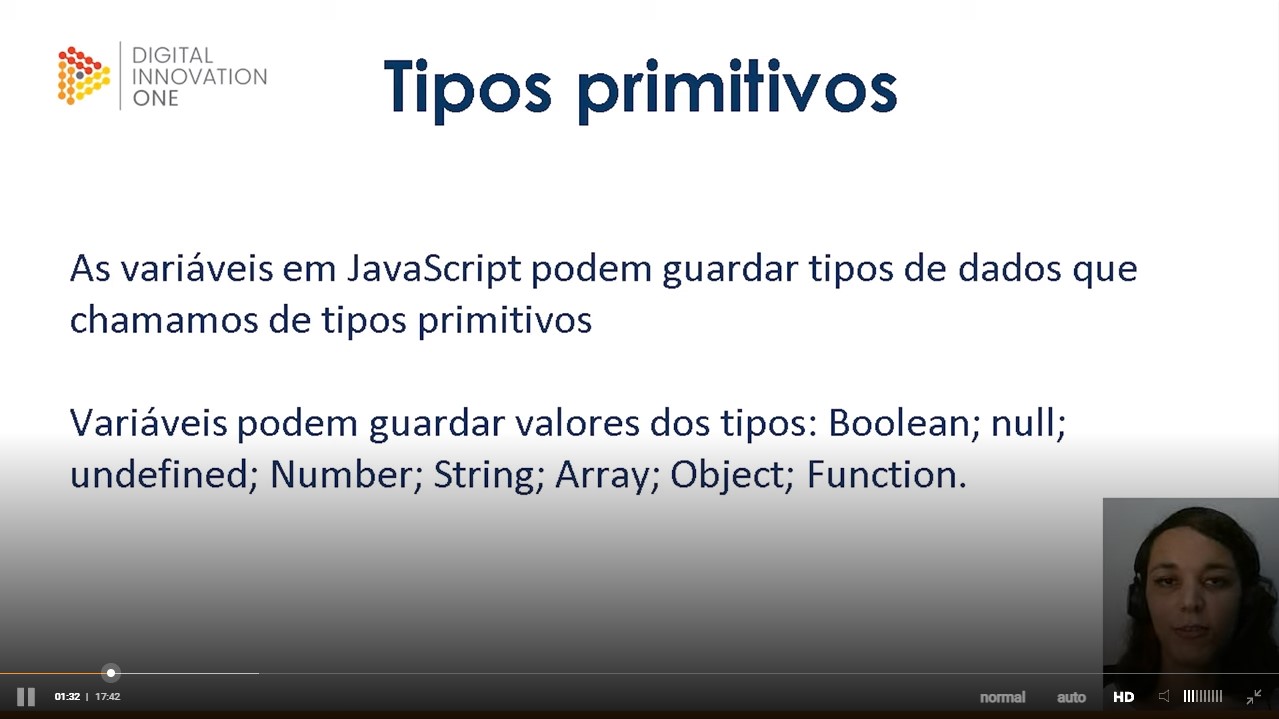 DIGITAL
INNOVATION
ONE
Tipos primitivos
As variáveis em JavaScript podem guardar tipos de dados que
chamamos de tipos primitivos
Variáveis podem guardar valores dos tipos: Boolean; null;
undefined; Number; String; Array; Object; Function.
01:32 | 17:42
normal auto HD